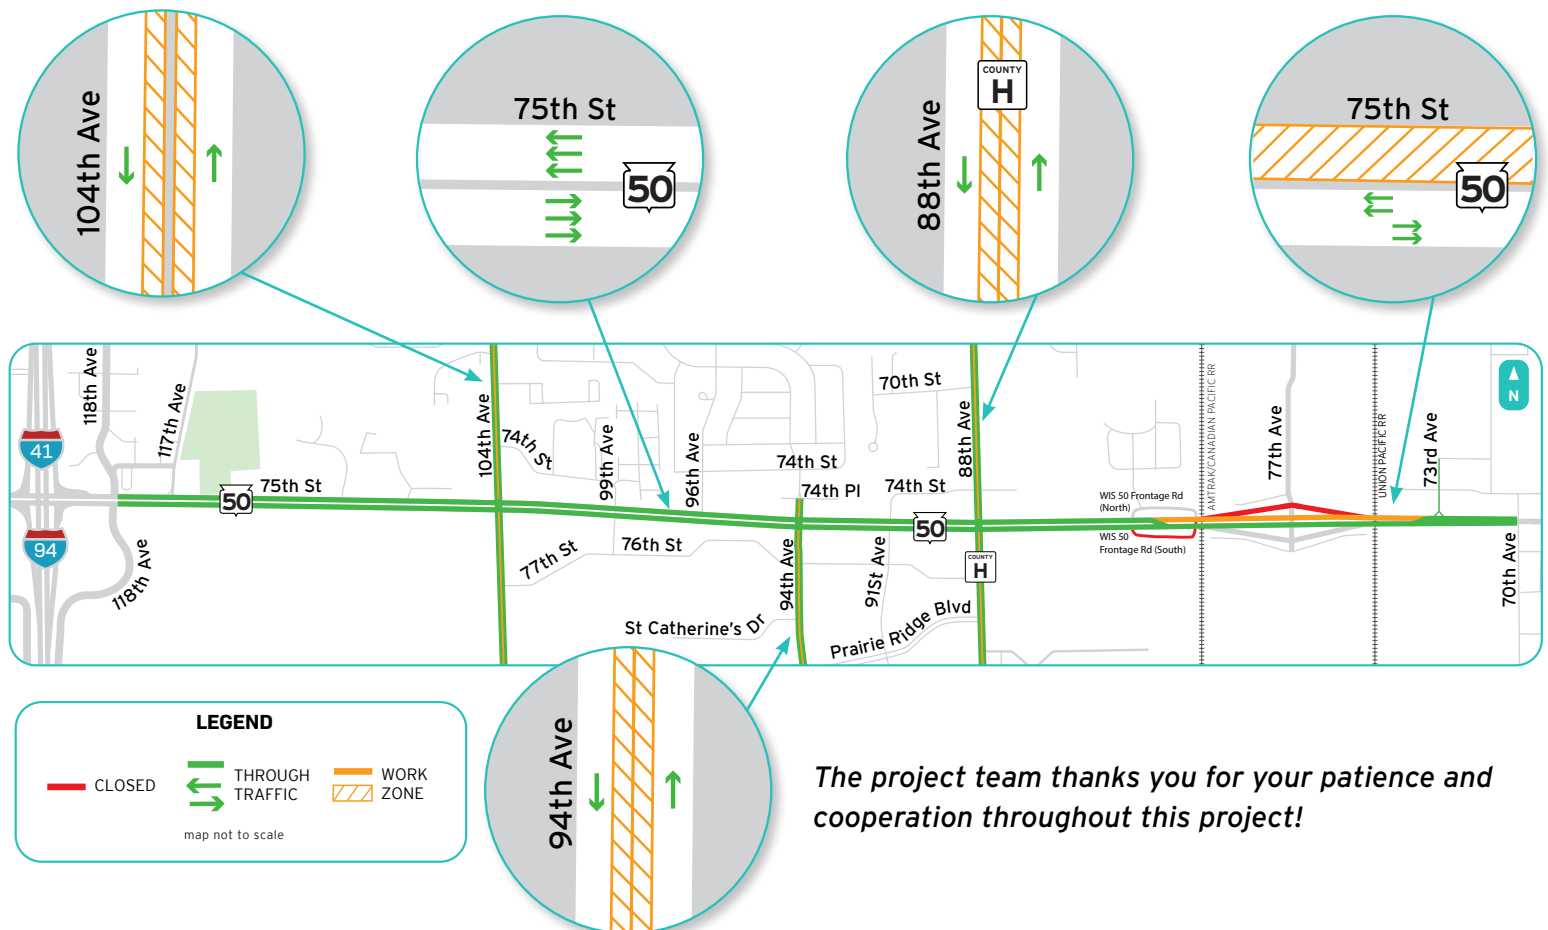 104th Ave
75th St
50
COUNTY
H
88th Ave
75th St
50
118th Ave
117th Ave
41
94
118th Ave
50
75th St
104th Ave
74th St
99th Ave
96th Ave
77th St
76th St
St Catherine's Dr
74th St
74th Pl
94th Ave
70th St
88th Ave
74th St
50
91St Ave
COUNTY
H
Prairie Ridge Blvd
WIS 50 Frontage Rd
(North)
WIS 50
Frontage Rd (South)
AMTRAK/CANADIAN PACIFIC RR
77th Ave
UNION PACIFIC RR
73rd Ave
70th Ave
N
94th Ave
LEGEND
CLOSED
THROUGH
TRAFFIC
WORK
ZONE
map not to scale
The project team thanks you for your patience and
cooperation throughout this project!